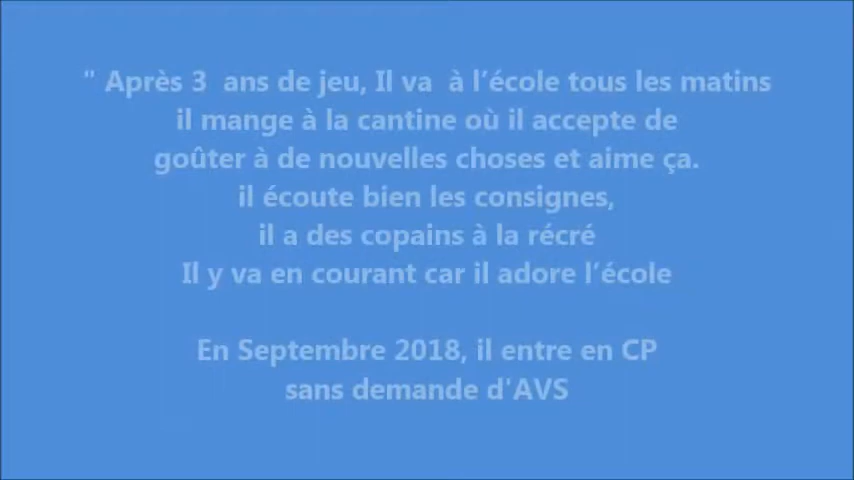 " Après 3  ans de jeu, Il va  à l’école tous les matins
il mange à la cantine où il accepte de
goûter à de nouvelles choses et aime ça.
il écoute bien les consignes,
il a des copains à la récré
Il y va en courant car il adore l’école
En Septembre 2018, il entre en CP
sans demande d'AVS